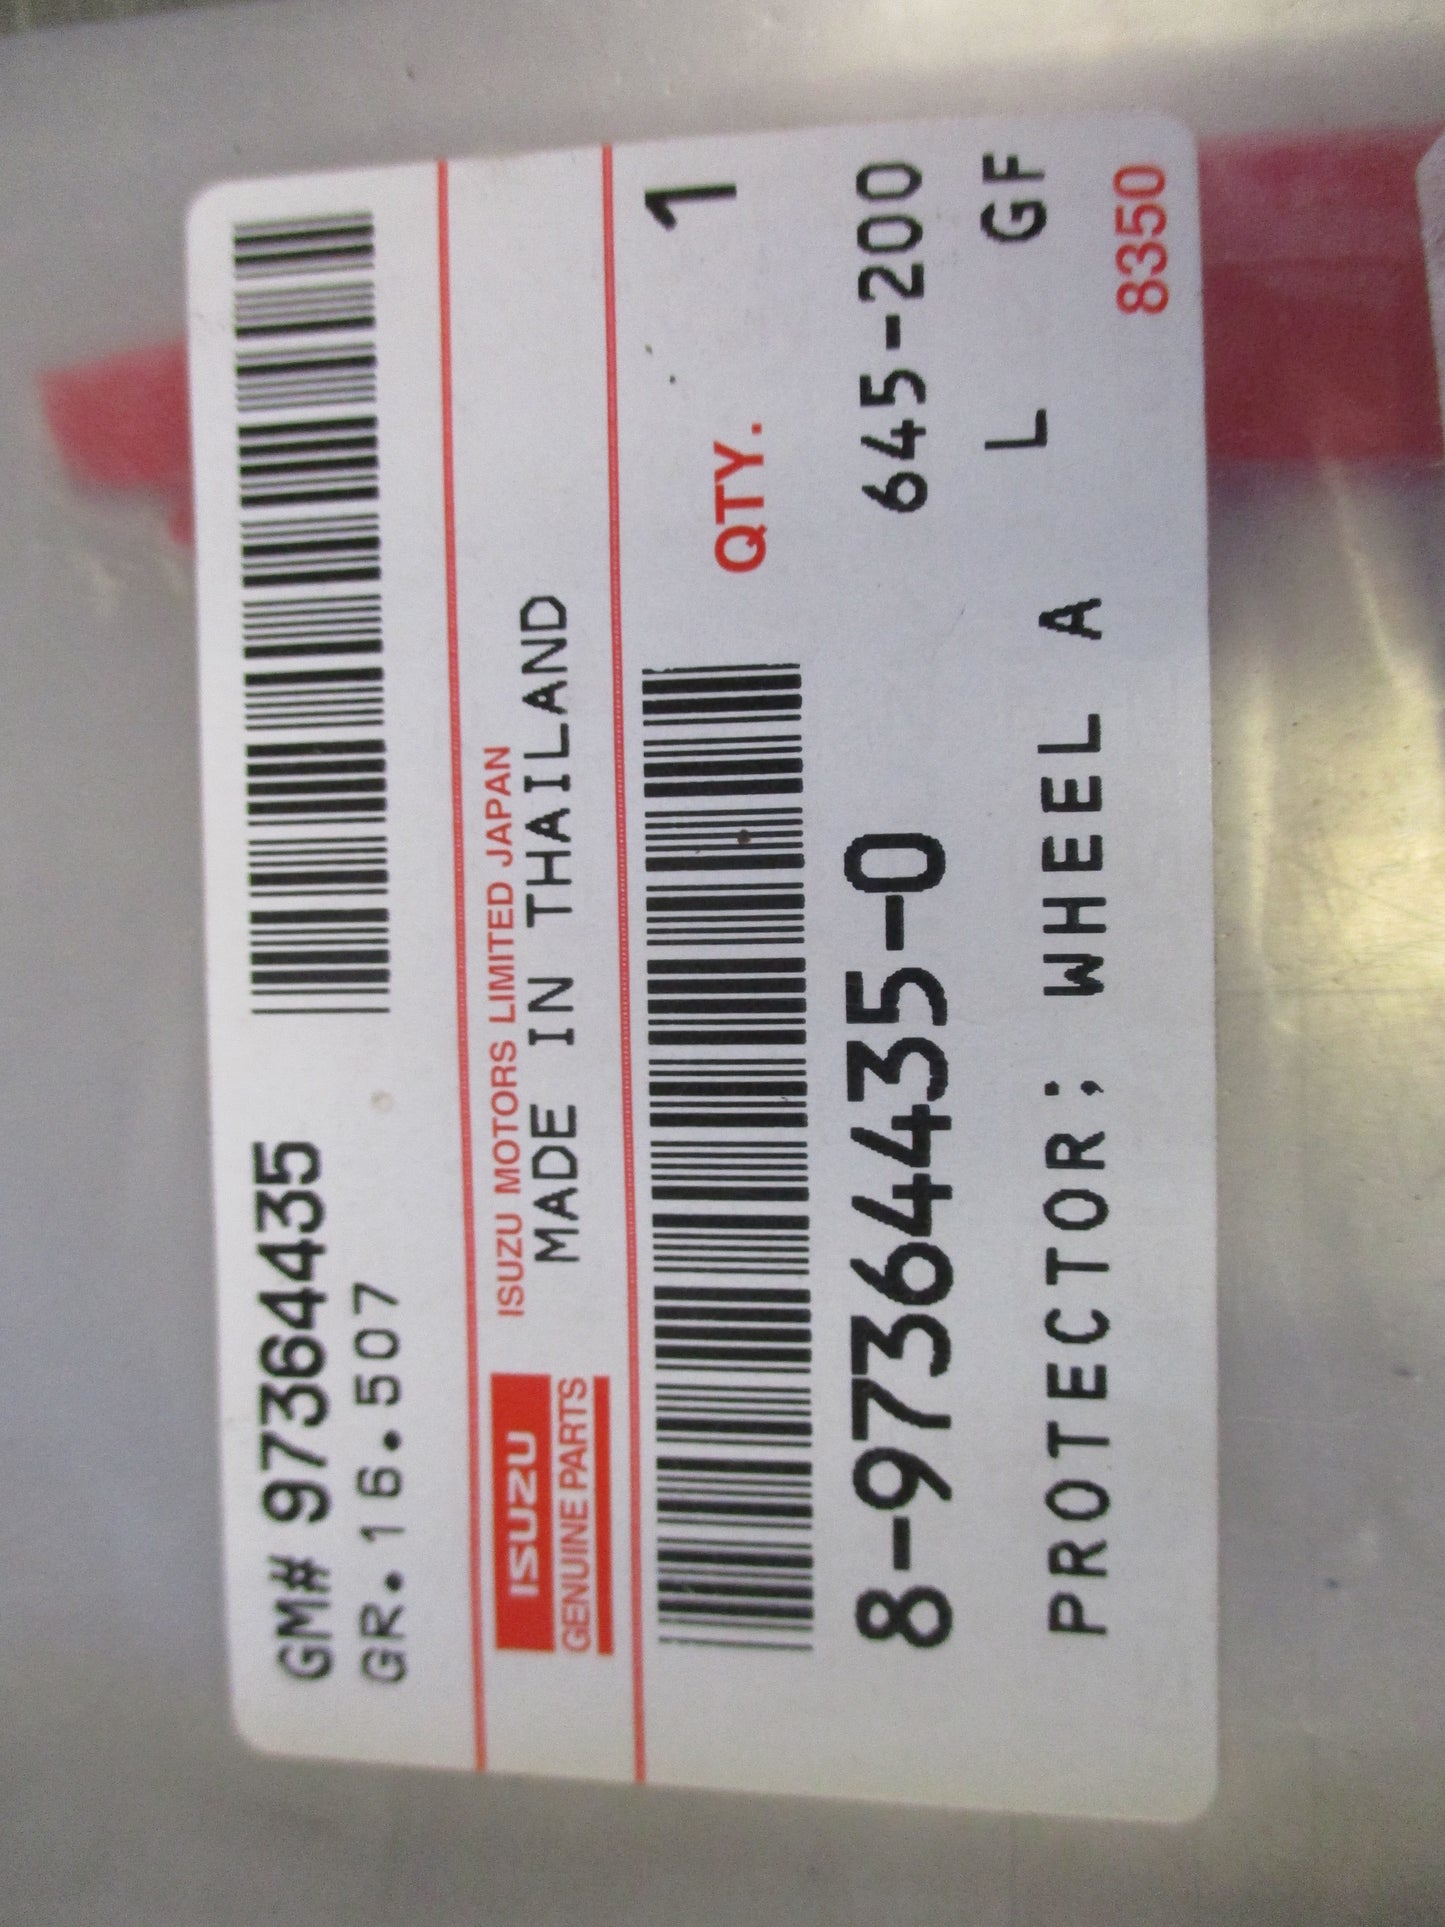 GM# 97364435
GR.16.507
ISUZU
GENUINE PARTS
ISUZU MOTORS LIMITED JAPAN
MADE IN THAILAND
QTY. 1
8-97364435-0 645-200
PROTECTOR; WHEEL A L GF
8350